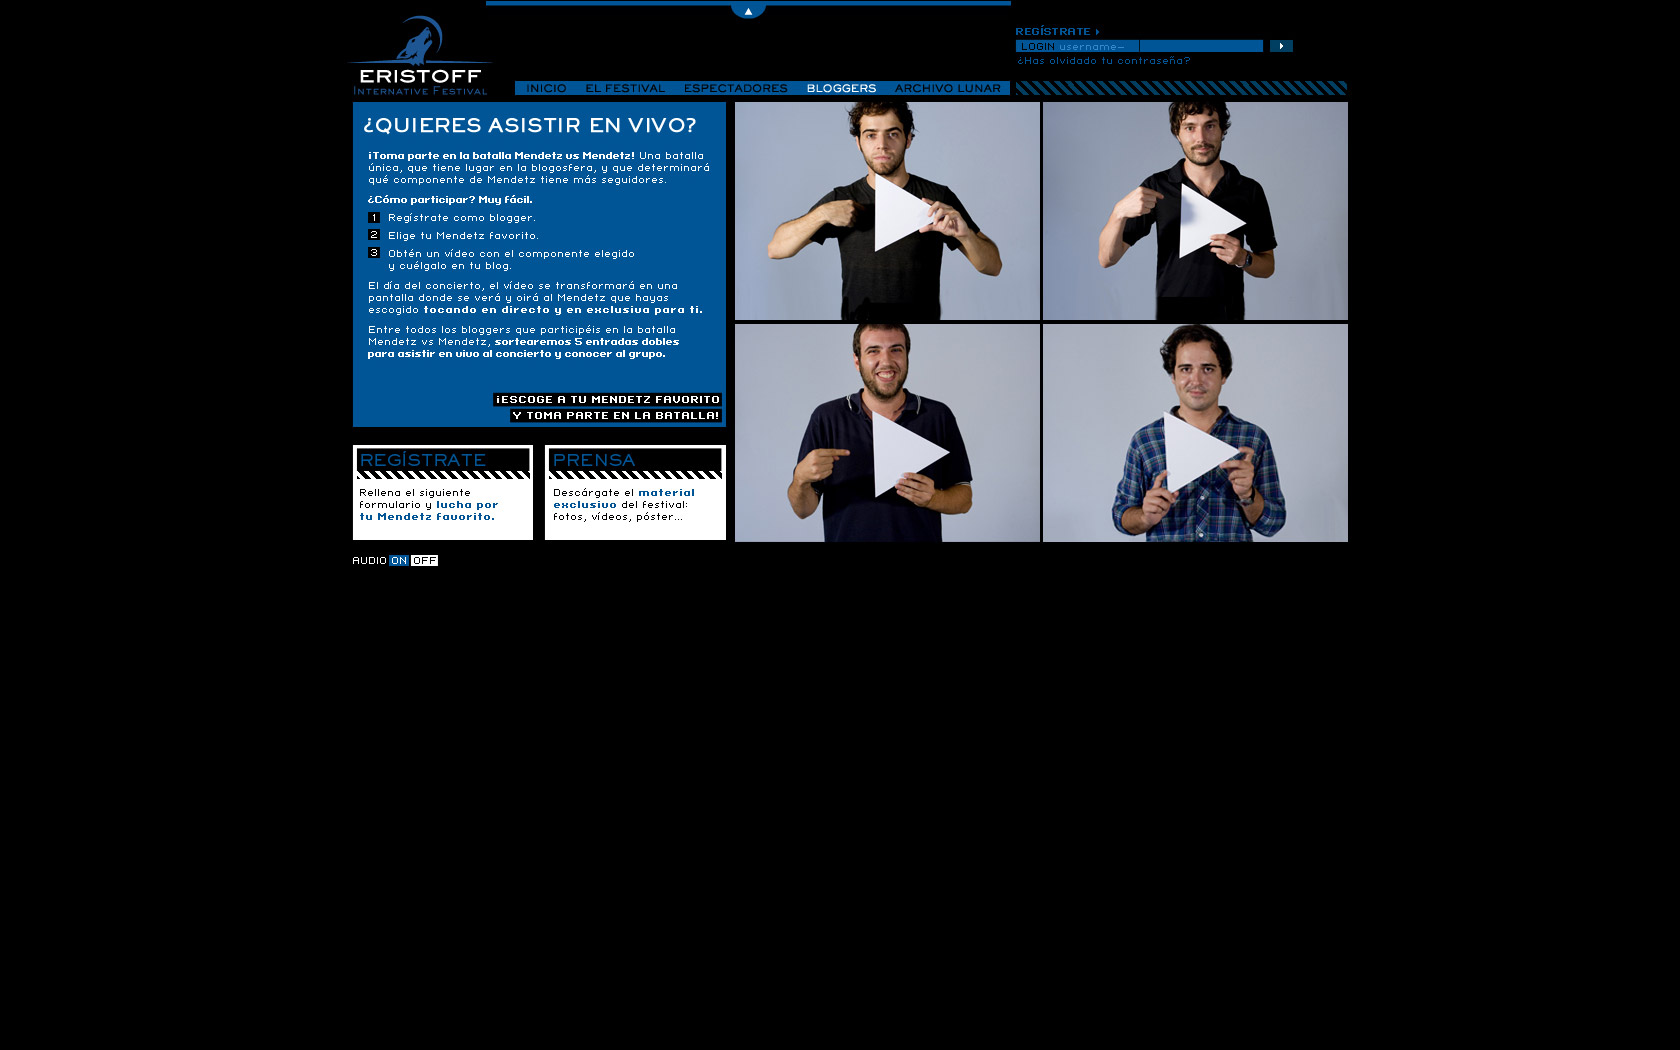 REGÍSTRATE
LOGIN username
¿Has olvidado tu contraseña?
ERISTOFF
INTERNATIVE FESTIVAL
INICIO EL FESTIVAL ESPECTADORES BLOGGERS ARCHIVO LUNAR
¿QUIERES ASISTIR EN VIVO?
¡Toma parte en la batalla Mendetz vs Mendetz! Una batalla
única, que tiene lugar en la blogosfera, y que determinará
qué componente de Mendetz tiene más seguidores.
¿Cómo participar? Muy fácil.
1 Regístrate como blogger.
2 Elige tu Mendetz favorito.
3 Obtén un vídeo con el componente elegido
y cuélgalo en tu blog.
El día del concierto, el vídeo se transformará en una
pantalla donde se verá y oirá al Mendetz que hayas
escogido tocando en directo y en exclusiva para ti.
Entre todos los bloggers que participéis en la batalla
Mendetz vs Mendetz, sortearemos 5 entradas dobles
para asistir en vivo al concierto y conocer al grupo.
¡ESCOGE A TU MENDETZ FAVORITO
Y TOMA PARTE EN LA BATALLA!
REGÍSTRATE
Rellena el siguiente
formulario y lucha por
tu Mendetz favorito.
PRENSA
Descárgate el material
exclusivo del festival:
fotos, vídeos, póster...
AUDIO ON OFF